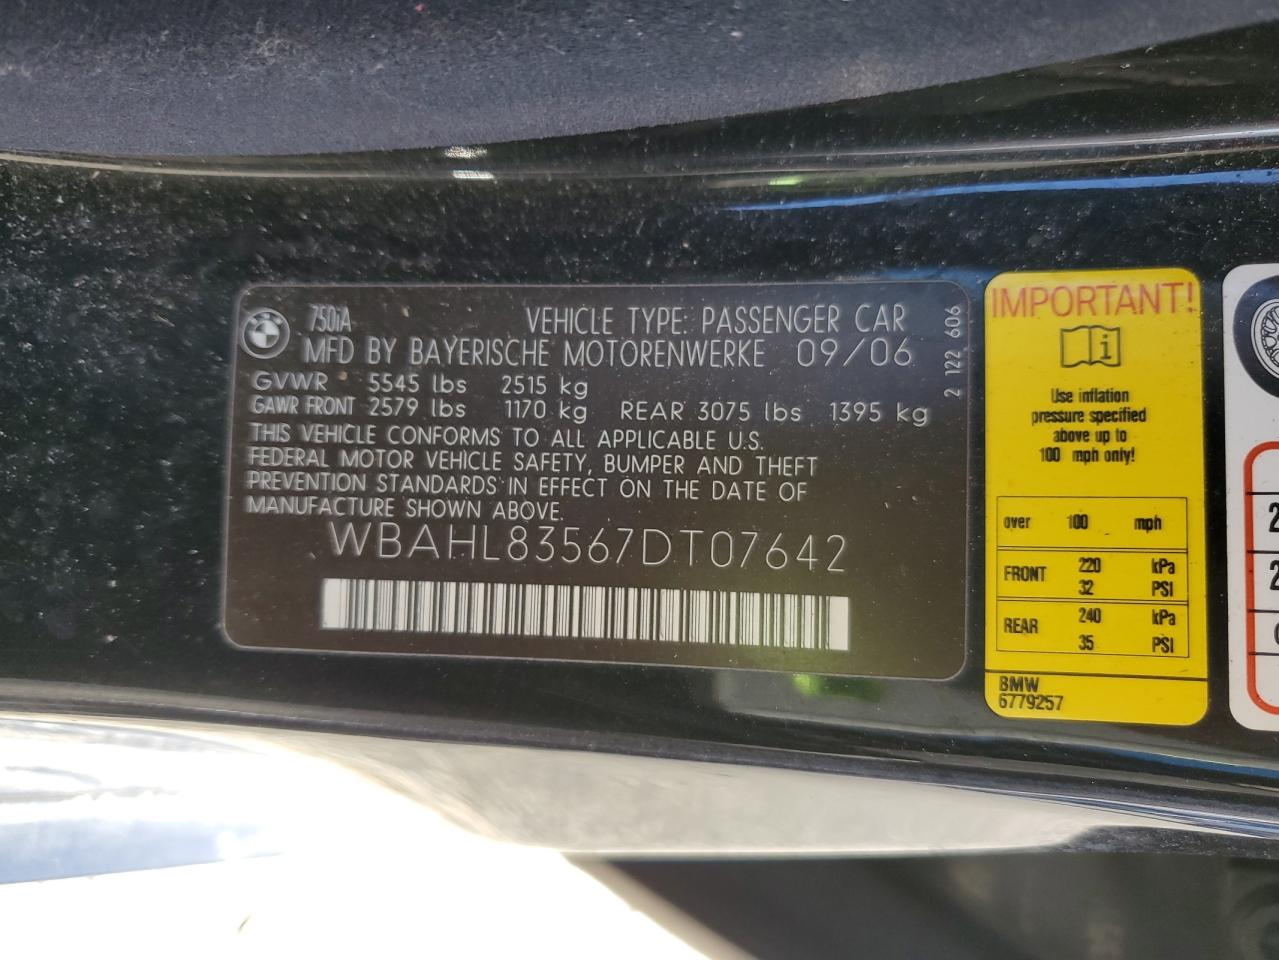 750iA VEHICLE TYPE: PASSENGER CAR
MFD BY BAYERISCHE MOTORENWERKE 09/06
GVWR 5545 lbs 2515 kg
GAWR FRONT 2579 lbs 1170 kg REAR 3075 lbs 1395 kg
THIS VEHICLE CONFORMS TO ALL APPLICABLE U.S.
FEDERAL MOTOR VEHICLE SAFETY, BUMPER AND THEFT
PREVENTION STANDARDS IN EFFECT ON THE DATE OF
MANUFACTURE SHOWN ABOVE.
WBAHL83567DT07642
2 122 606
IMPORTANT!
Use inflation
pressure specified
above up to
100 mph only!
over 100 mph
FRONT 220 kPa
32 PSI
REAR 240 kPa
35 PSI
BMW
6779257